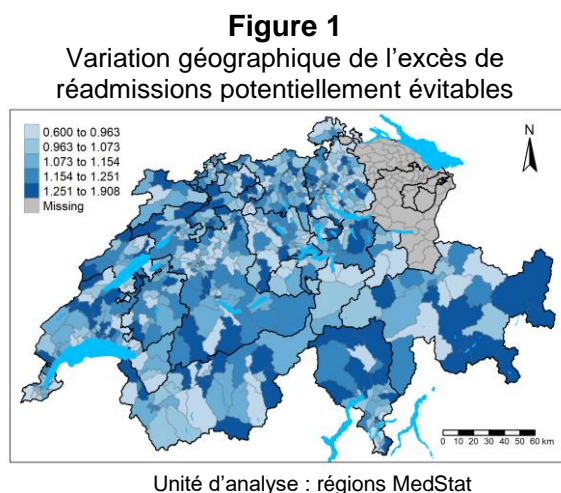 Figure 1
Variation géographique de l'excès de
réadmissions potentiellement évitables
0.600 to 0.963
0.963 to 1.073
1.073 to 1.154
1.154 to 1.251
1.251 to 1.908
Missing
N
0 10 20 30 40 50 60 km
Unité d'analyse : régions MedStat